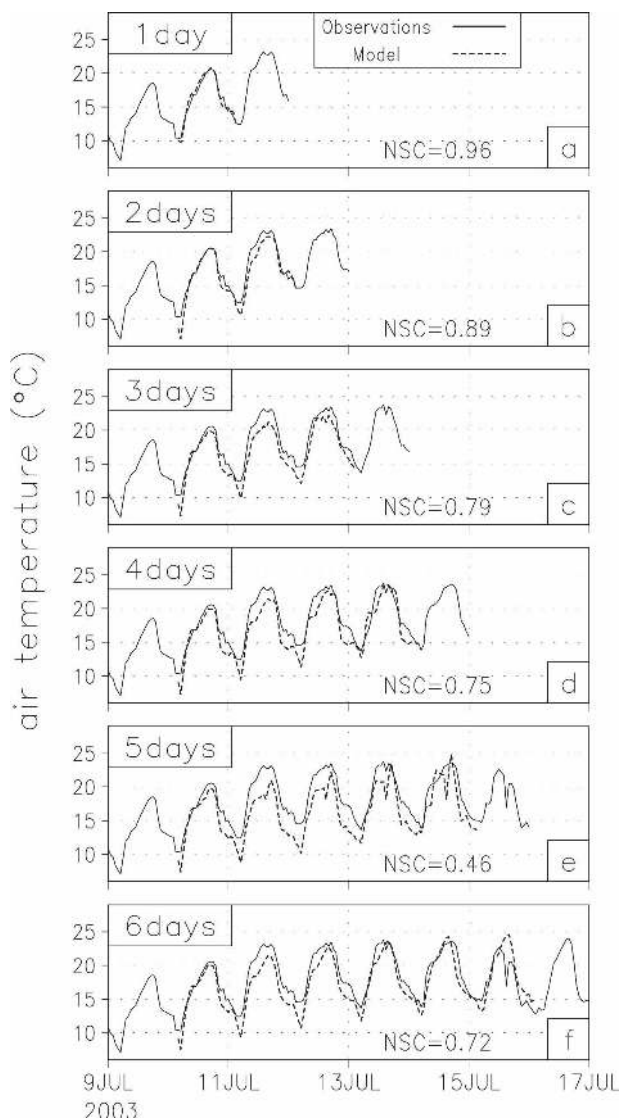 1day
Observations
Model
25
20
15
10
NSC=0.96
a
2days
25
20
15
10
NSC=0.89
b
3days
25
20
15
10
NSC=0.79
c
4days
25
20
15
10
NSC=0.75
d
5days
25
20
15
10
NSC=0.46
e
6days
25
20
15
10
NSC=0.72
f
air temperature (°C)
9JUL 11JUL 13JUL 15JUL 17JUL
2003